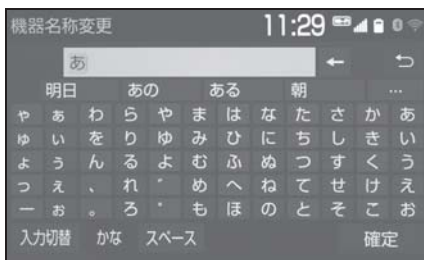 機器名称変更 11:29
あ ←
明日 あの ある 朝 …
ゃ ぁ わ ら や ま は な た さ か あ
ゅ ぃ を り ゆ み ひ に ち し き い
ょ ぅ ん る よ む ふ ぬ つ す く う
っ ぇ 、 れ ゛ め へ ね て せ け え
ー ぉ 。 ろ ゜ も ほ の と そ こ お
入力切替 かな スペース 確定